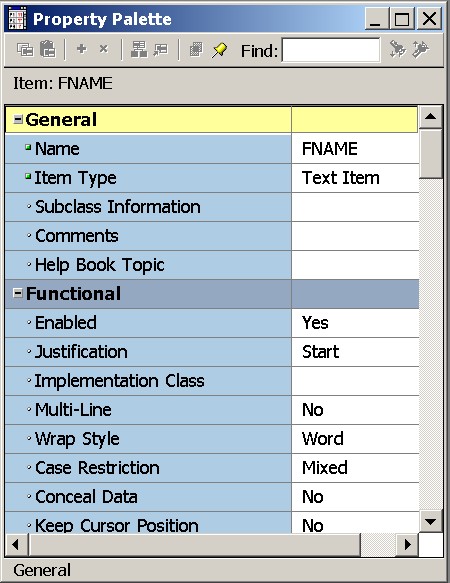 Property Palette
Find:
Item: FNAME
General
Name FNAME
Item Type Text Item
Subclass Information
Comments
Help Book Topic
Functional
Enabled Yes
Justification Start
Implementation Class
Multi-Line No
Wrap Style Word
Case Restriction Mixed
Conceal Data No
Keep Cursor Position No
General